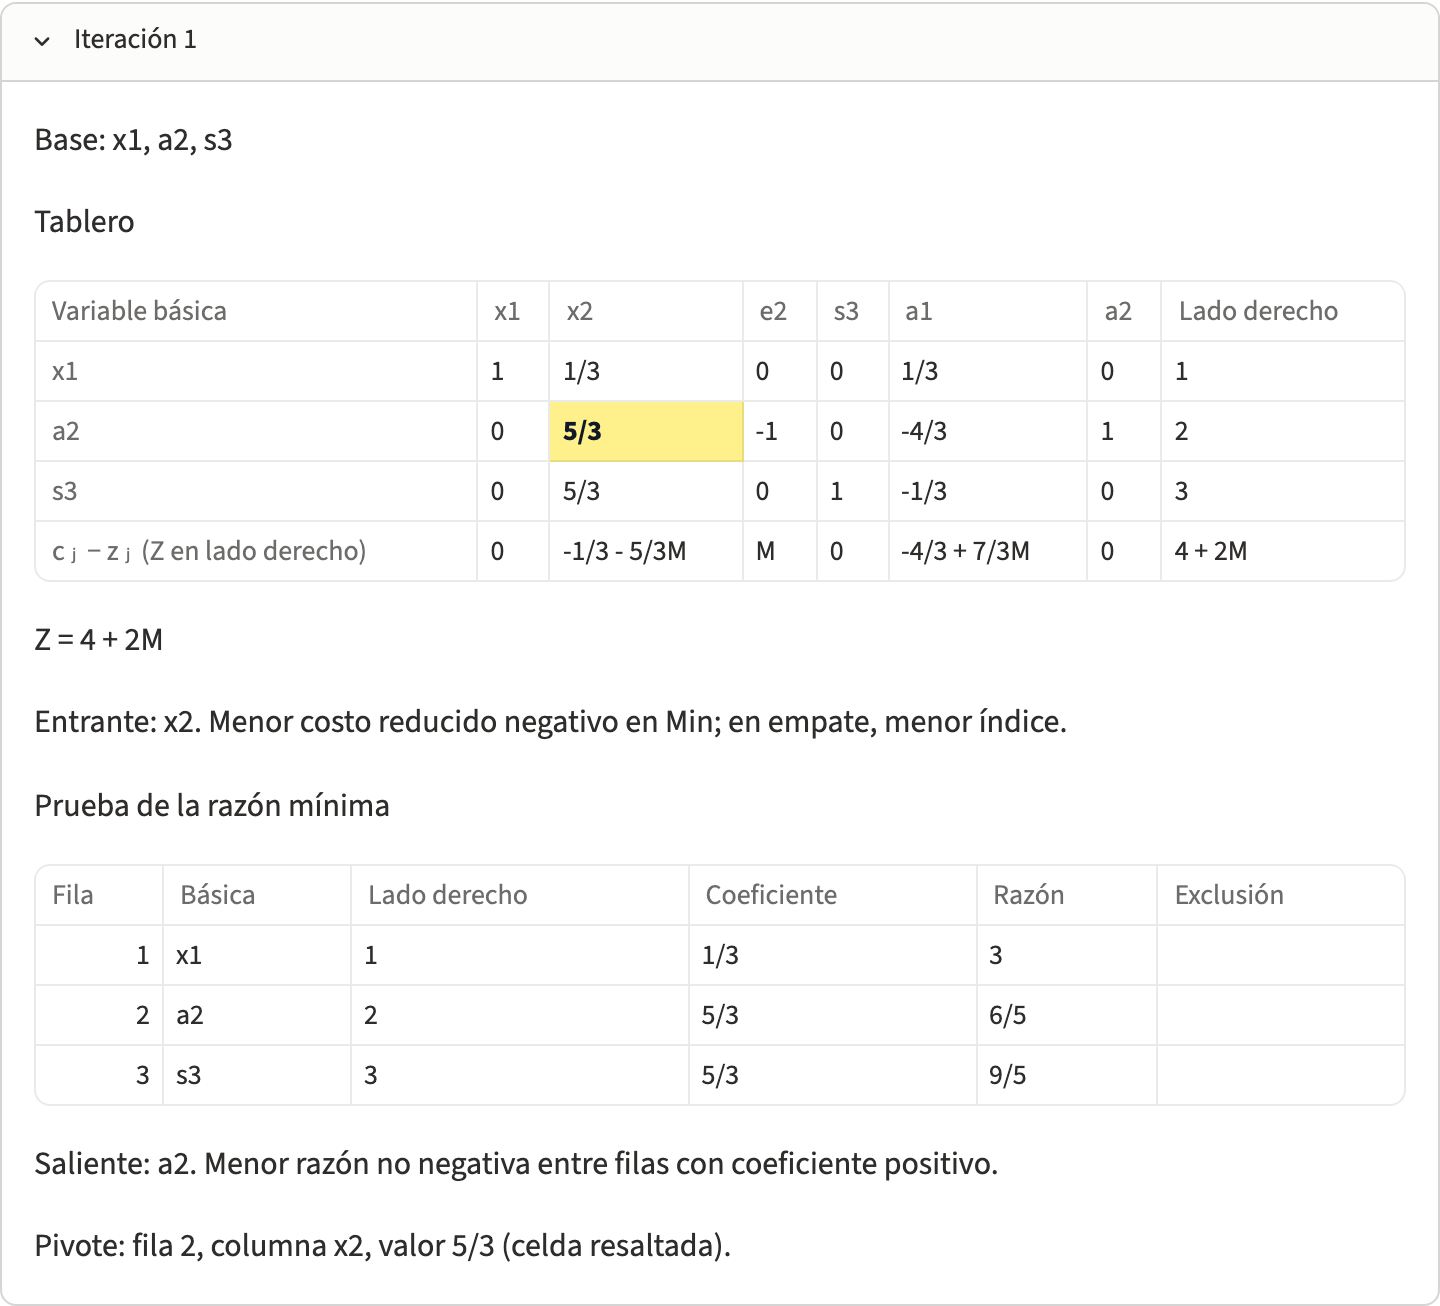 Iteración 1
Base: x1, a2, s3
Tablero
Variable básica x1 x2 e2 s3 a1 a2 Lado derecho
x1 1 1/3 0 0 1/3 0 1
a2 0 5/3 -1 0 -4/3 1 2
s3 0 5/3 0 1 -1/3 0 3
c j − z j (Z en lado derecho) 0 -1/3 - 5/3M M 0 -4/3 + 7/3M 0 4 + 2M
Z = 4 + 2M
Entrante: x2. Menor costo reducido negativo en Min; en empate, menor índice.
Prueba de la razón mínima
Fila Básica Lado derecho Coeficiente Razón Exclusión
1 x1 1 1/3 3
2 a2 2 5/3 6/5
3 s3 3 5/3 9/5
Saliente: a2. Menor razón no negativa entre filas con coeficiente positivo.
Pivote: fila 2, columna x2, valor 5/3 (celda resaltada).